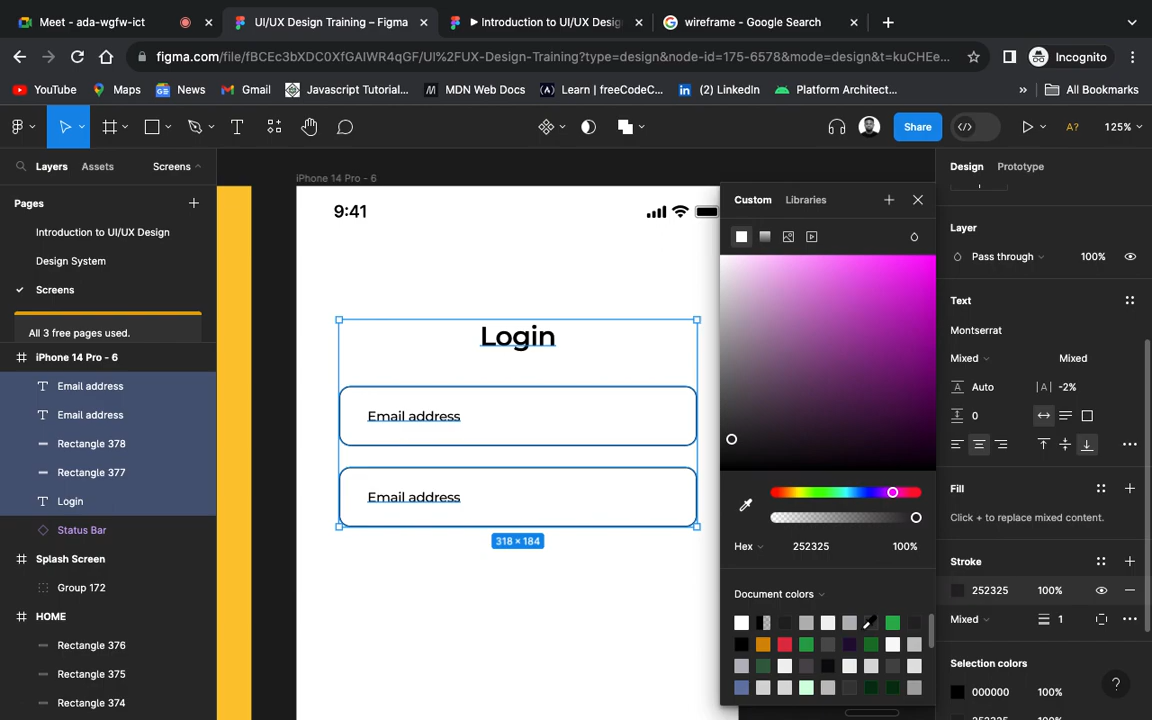 Meet - ada-wgfw-ict
UI/UX Design Training – Figma
Introduction to UI/UX Desig
wireframe - Google Search
figma.com/file/fBCEc3bXDC0XfGAIWR4qGF/UI%2FUX-Design-Training?type=design&node-id=175-6578&mode=design&t=kuCHEe...
Incognito
YouTube
Maps
News
Gmail
Javascript Tutorial...
MDN Web Docs
Learn | freeCodeC...
(2) LinkedIn
Platform Architect...
»
All Bookmarks
Share
A?
125%
Layers
Assets
Screens
Pages
Introduction to UI/UX Design
Design System
Screens
All 3 free pages used.
iPhone 14 Pro - 6
Email address
Email address
Rectangle 378
Rectangle 377
Login
Status Bar
Splash Screen
Group 172
HOME
Rectangle 376
Rectangle 375
Rectangle 374
iPhone 14 Pro - 6
9:41
Login
Email address
Email address
318 × 184
Custom
Libraries
Hex
252325
100%
Document colors
Design
Prototype
Layer
Pass through
100%
Text
Montserrat
Mixed
Mixed
Auto
-2%
0
Fill
Click + to replace mixed content.
Stroke
252325
100%
Mixed
1
Selection colors
000000
100%
?